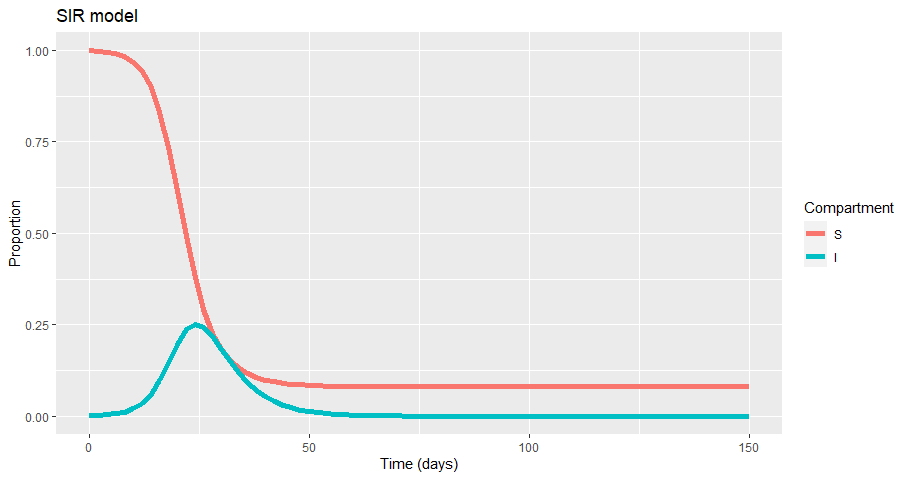 SIR model
Proportion
1.00
0.75
0.50
0.25
0.00
0
50
100
150
Time (days)
Compartment
S
I